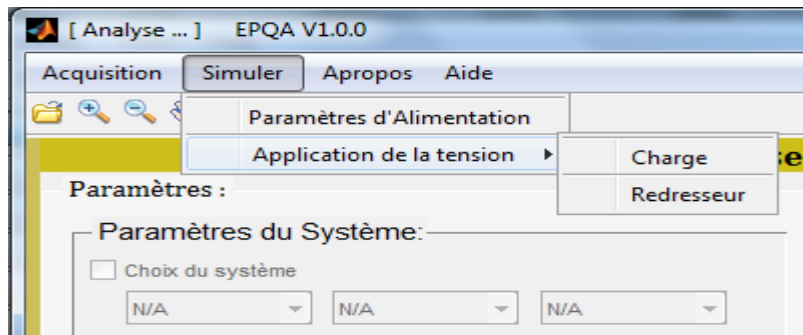 [ Analyse ... ] EPQA V1.0.0
Acquisition Simuler Apropos Aide
Paramètres d'Alimentation
Application de la tension
Charge
Redresseur
Paramètres :
Paramètres du Système:
Choix du système
N/A N/A N/A